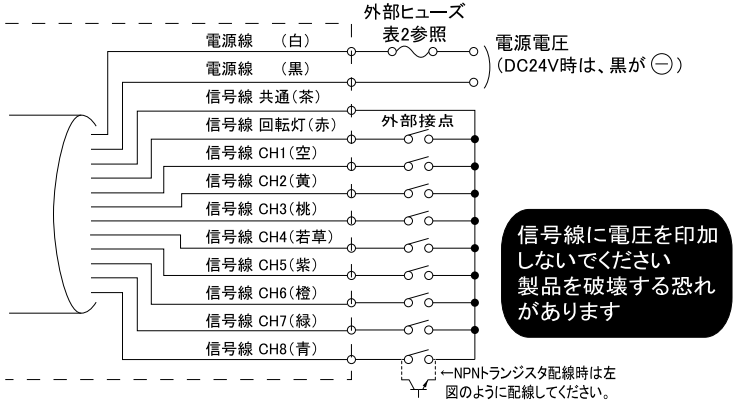 外部ヒューズ
表2参照
電源線 （白）
電源線 （黒）
電源電圧
（DC24V時は、黒が㊀）
信号線 共通（茶）
信号線 回転灯（赤）
外部接点
信号線 CH1（空）
信号線 CH2（黄）
信号線 CH3（桃）
信号線 CH4（若草）
信号線 CH5（紫）
信号線 CH6（橙）
信号線 CH7（緑）
信号線 CH8（青）
信号線に電圧を印加
しないでください
製品を破壊する恐れ
があります
←NPNトランジスタ配線時は左
図のように配線してください。